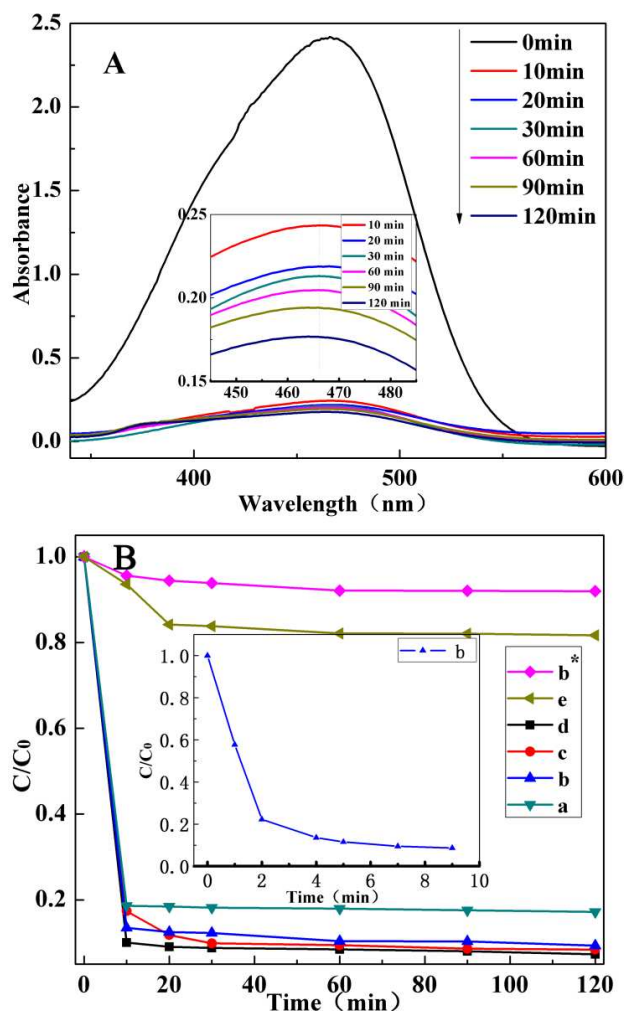 A
0min
10min
20min
30min
60min
90min
120min
2.5
2.0
1.5
1.0
0.5
0.0
Absorbance
0.25
0.20
0.15
10 min
20 min
30 min
60 min
90 min
120 min
450 460 470 480
400 500 600
Wavelength（nm）
B
1.0
0.8
0.6
0.4
0.2
C/C0
b
1.0
0.8
0.6
0.4
0.2
0.0
C/C0
0 2 4 6 8 10
Time（min）
b*
e
d
c
b
a
0 20 40 60 80 100 120
Time（min）